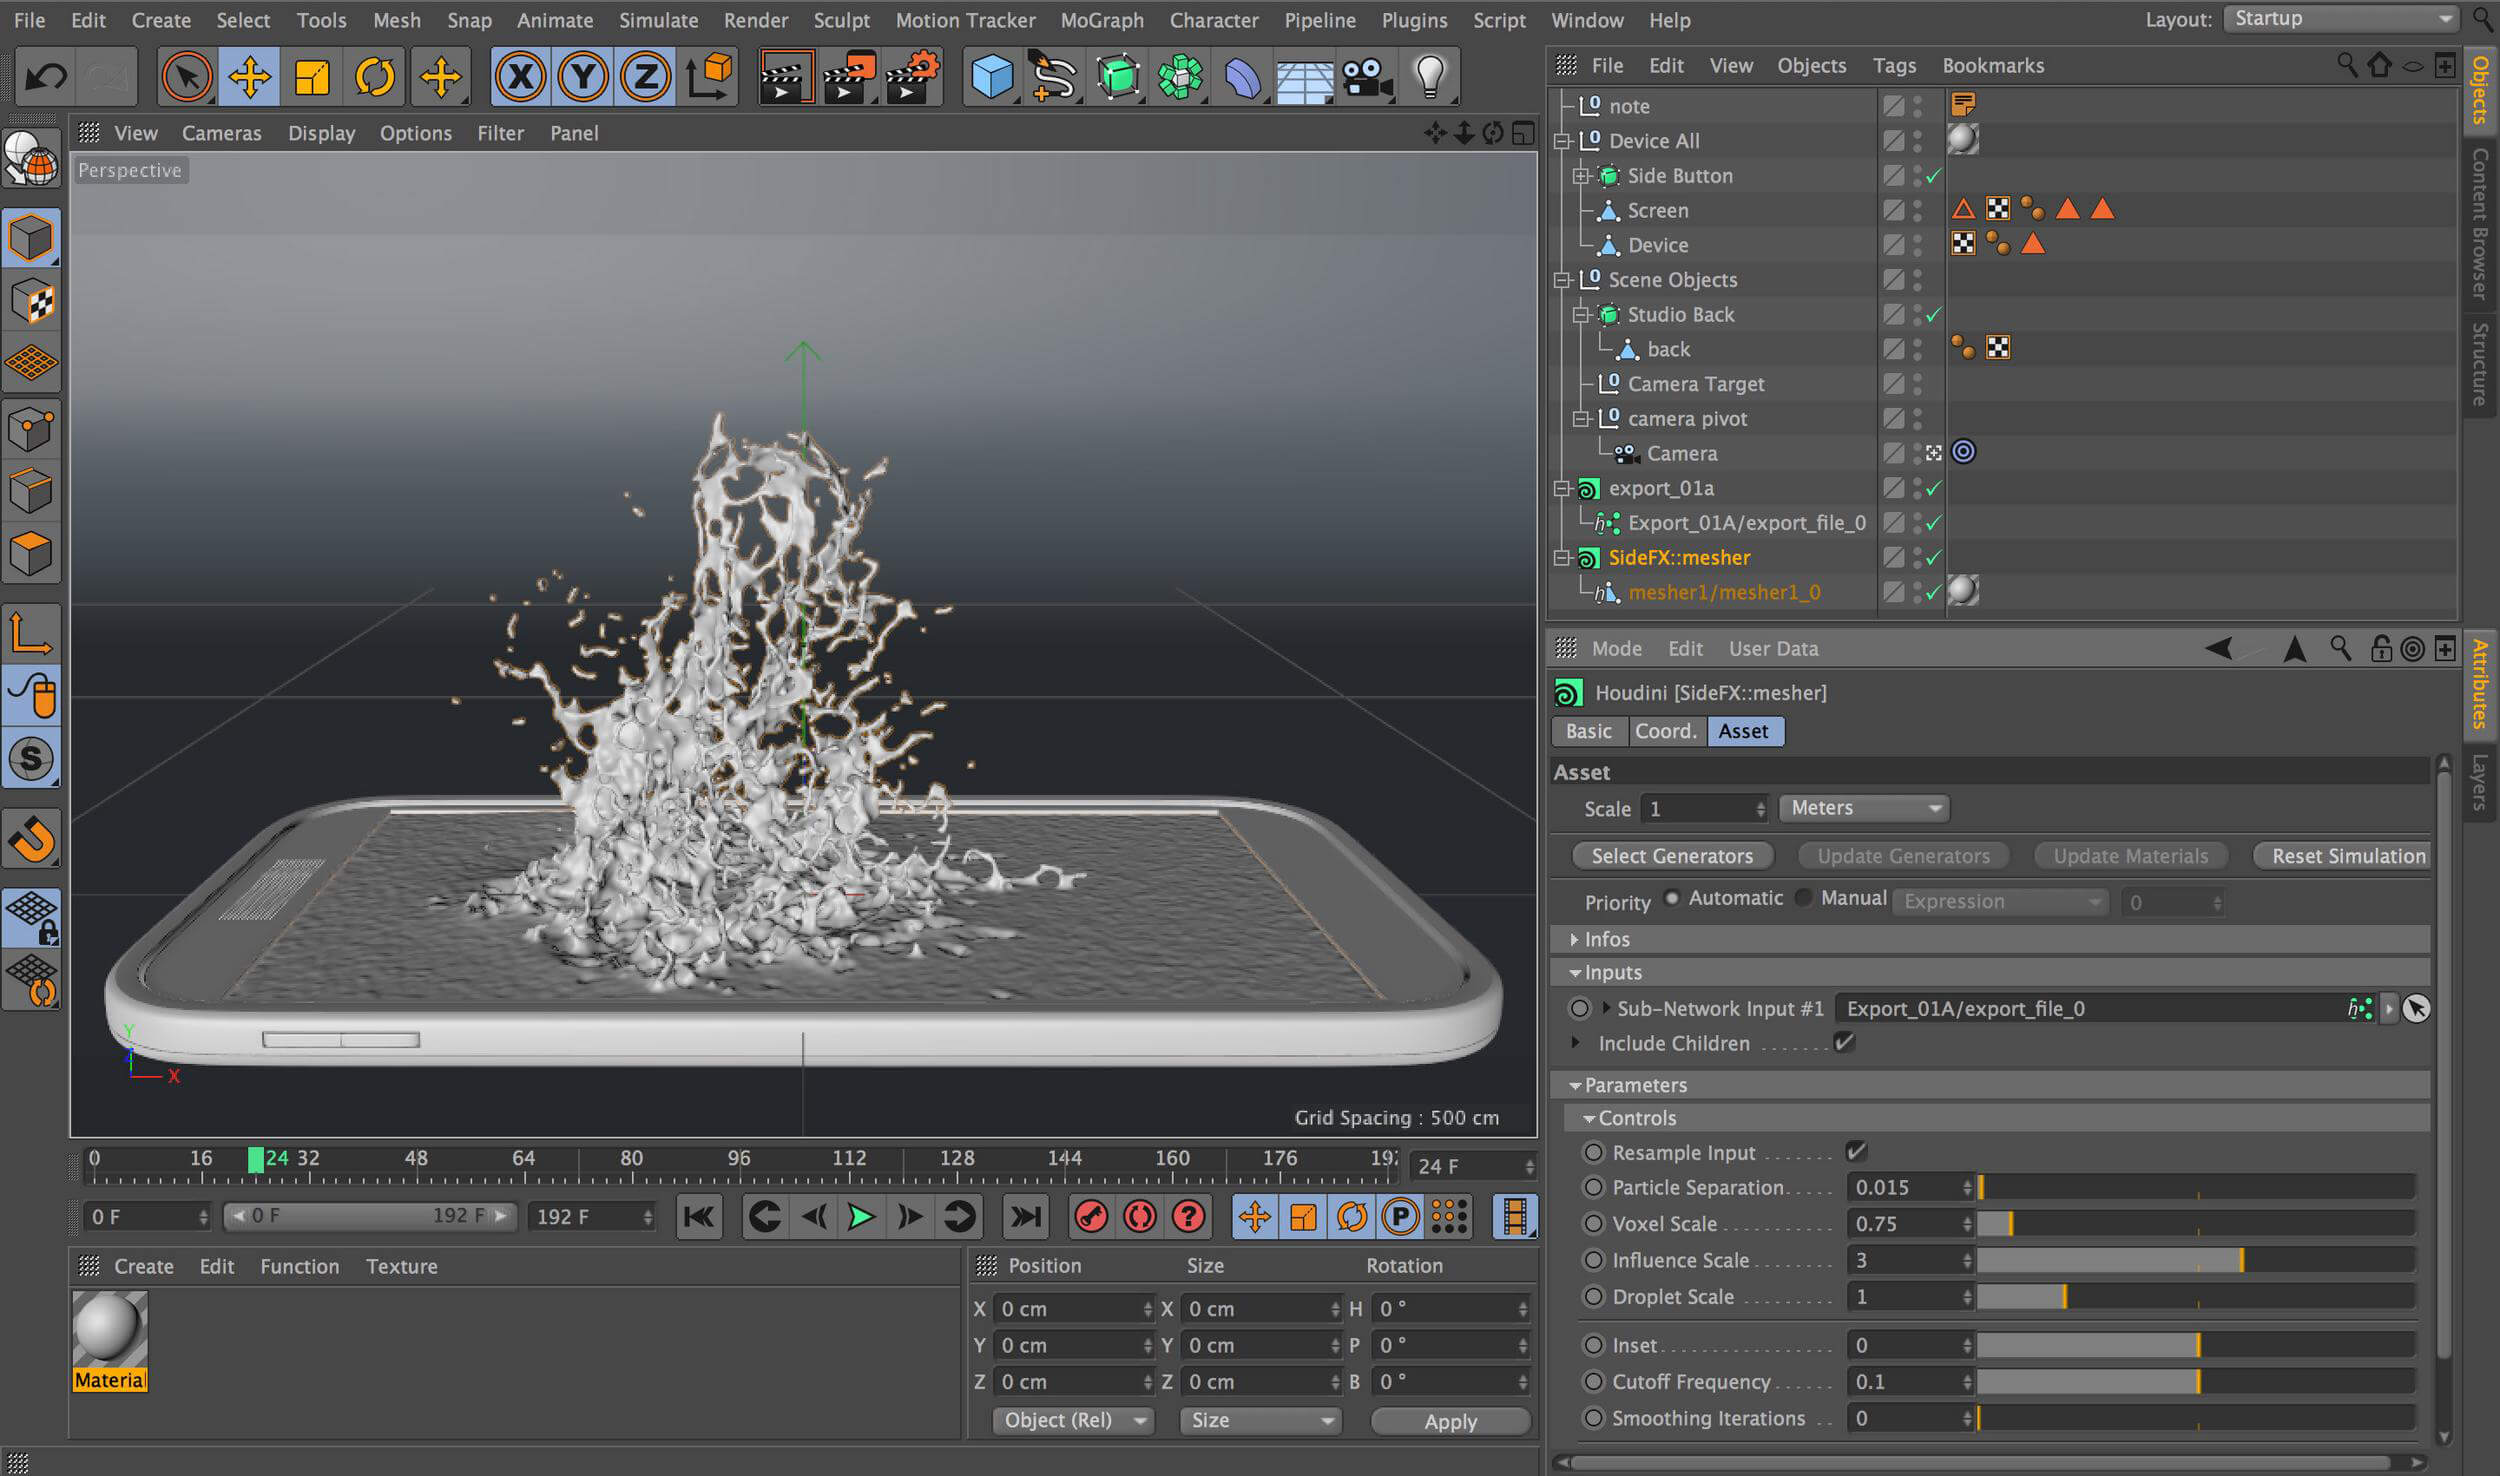 File Edit Create Select Tools Mesh Snap Animate Simulate Render Sculpt Motion Tracker MoGraph Character Pipeline Plugins Script Window Help Layout: Startup
X Y Z
File Edit View Objects Tags Bookmarks
Objects
Content Browser
Structure
View Cameras Display Options Filter Panel
Perspective
note
Device All
Side Button
Screen
Device
Scene Objects
Studio Back
back
Camera Target
camera pivot
Camera
export_01a
Export_01A/export_file_0
SideFX::mesher
mesher1/mesher1_0
Mode Edit User Data
Attributes
Layers
Houdini [SideFX::mesher]
Basic Coord. Asset
Asset
Scale 1 Meters
Select Generators Update Generators Update Materials Reset Simulation
Priority Automatic Manual Expression 0
Infos
Inputs
Sub-Network Input #1 Export_01A/export_file_0
Include Children
Parameters
Controls
Resample Input
Particle Separation 0.015
Voxel Scale 0.75
Influence Scale 3
Droplet Scale 1
Inset 0
Cutoff Frequency 0.1
Smoothing Iterations 0
S
Y
X
Grid Spacing : 500 cm
0 16 24 32 48 64 80 96 112 128 144 160 176 19 24 F
0 F 0 F 192 F 192 F ? P
Create Edit Function Texture
Material
Position Size Rotation
X 0 cm X 0 cm H 0 °
Y 0 cm Y 0 cm P 0 °
Z 0 cm Z 0 cm B 0 °
Object (Rel) Size Apply